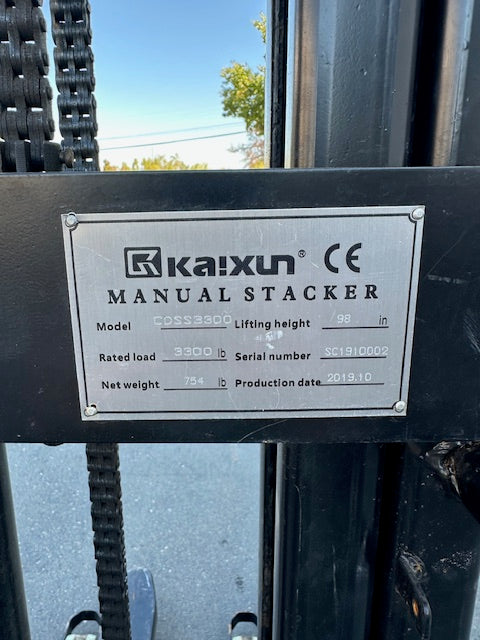 KAIXUN® CE
MANUAL STACKER
Model CDSS3300 Lifting height 98 in
Rated load 3300 lb Serial number SC1910002
Net weight 754 lb Production date 2019.10